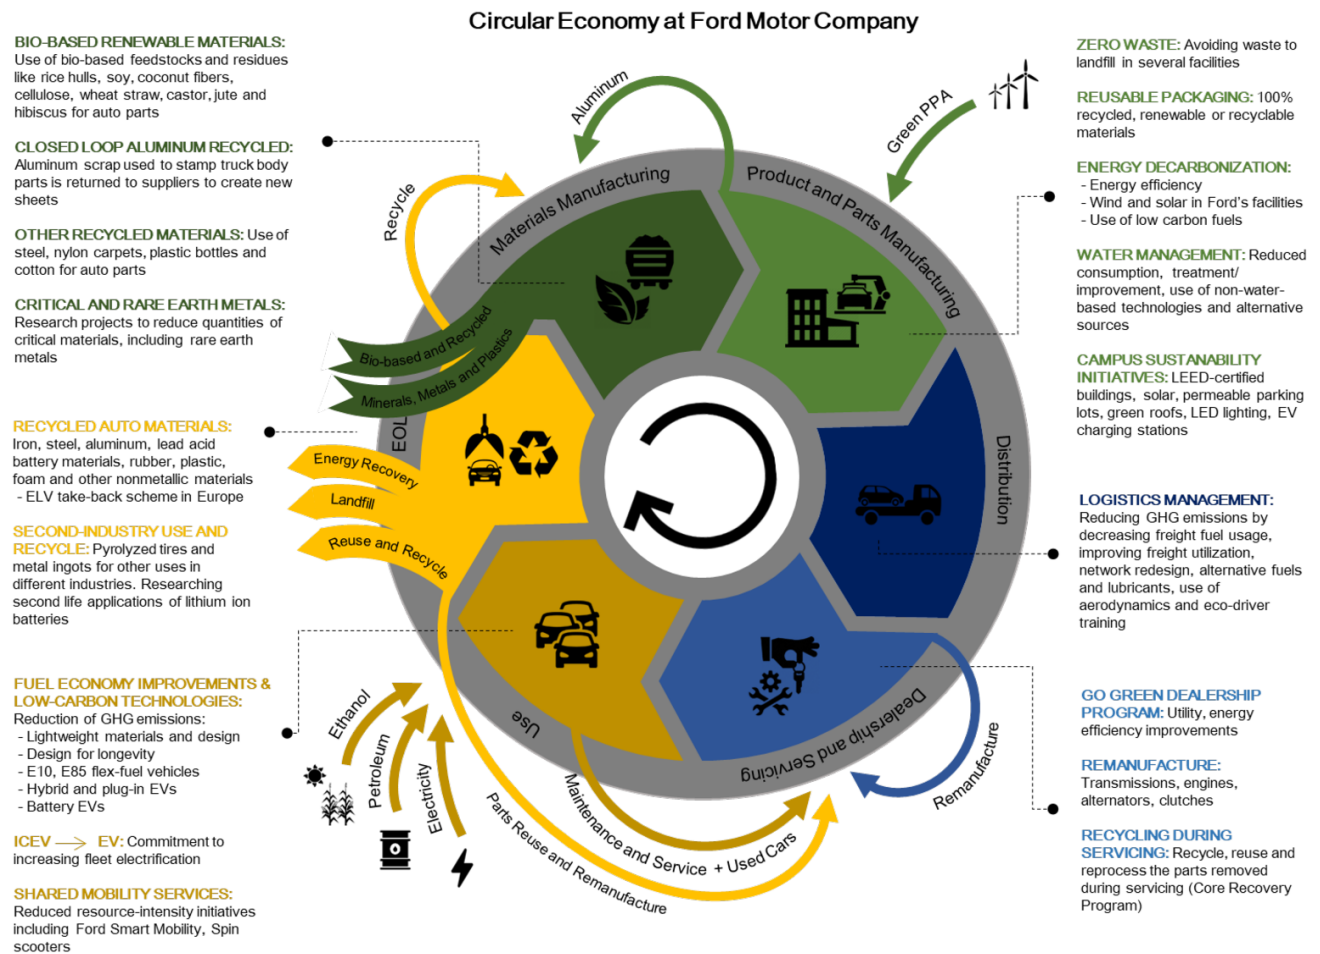 Circular Economy at Ford Motor Company
BIO-BASED RENEWABLE MATERIALS:
Use of bio-based feedstocks and residues
like rice hulls, soy, coconut fibers,
cellulose, wheat straw, castor, jute and
hibiscus for auto parts
CLOSED LOOP ALUMINUM RECYCLED:
Aluminum scrap used to stamp truck body
parts is returned to suppliers to create new
sheets
OTHER RECYCLED MATERIALS: Use of
steel, nylon carpets, plastic bottles and
cotton for auto parts
CRITICAL AND RARE EARTH METALS:
Research projects to reduce quantities of
critical materials, including rare earth
metals
RECYCLED AUTO MATERIALS:
Iron, steel, aluminum, lead acid
battery materials, rubber, plastic,
foam and other nonmetallic materials
- ELV take-back scheme in Europe
SECOND-INDUSTRY USE AND
RECYCLE: Pyrolyzed tires and
metal ingots for other uses in
different industries. Researching
second life applications of lithium ion
batteries
FUEL ECONOMY IMPROVEMENTS &
LOW-CARBON TECHNOLOGIES:
Reduction of GHG emissions:
- Lightweight materials and design
- Design for longevity
- E10, E85 flex-fuel vehicles
- Hybrid and plug-in EVs
- Battery EVs
ICEV → EV: Commitment to
increasing fleet electrification
SHARED MOBILITY SERVICES:
Reduced resource-intensity initiatives
including Ford Smart Mobility, Spin
scooters
Aluminum
Green PPA
Recycle
Materials Manufacturing
Product and Parts Manufacturing
Bio-based and Recycled
Minerals, Metals and Plastics
EOL
Energy Recovery
Landfill
Reuse and Recycle
Distribution
Use
Dealership and Servicing
Ethanol
Petroleum
Electricity
Maintenance and Service + Used Cars
Parts Reuse and Remanufacture
Remanufacture
ZERO WASTE: Avoiding waste to
landfill in several facilities
REUSABLE PACKAGING: 100%
recycled, renewable or recyclable
materials
ENERGY DECARBONIZATION:
- Energy efficiency
- Wind and solar in Ford's facilities
- Use of low carbon fuels
WATER MANAGEMENT: Reduced
consumption, treatment/
improvement, use of non-water-
based technologies and alternative
sources
CAMPUS SUSTANABILITY
INITIATIVES: LEED-certified
buildings, solar, permeable parking
lots, green roofs, LED lighting, EV
charging stations
LOGISTICS MANAGEMENT:
Reducing GHG emissions by
decreasing freight fuel usage,
improving freight utilization,
network redesign, alternative fuels
and lubricants, use of
aerodynamics and eco-driver
training
GO GREEN DEALERSHIP
PROGRAM: Utility, energy
efficiency improvements
REMANUFACTURE:
Transmissions, engines,
alternators, clutches
RECYCLING DURING
SERVICING: Recycle, reuse and
reprocess the parts removed
during servicing (Core Recovery
Program)